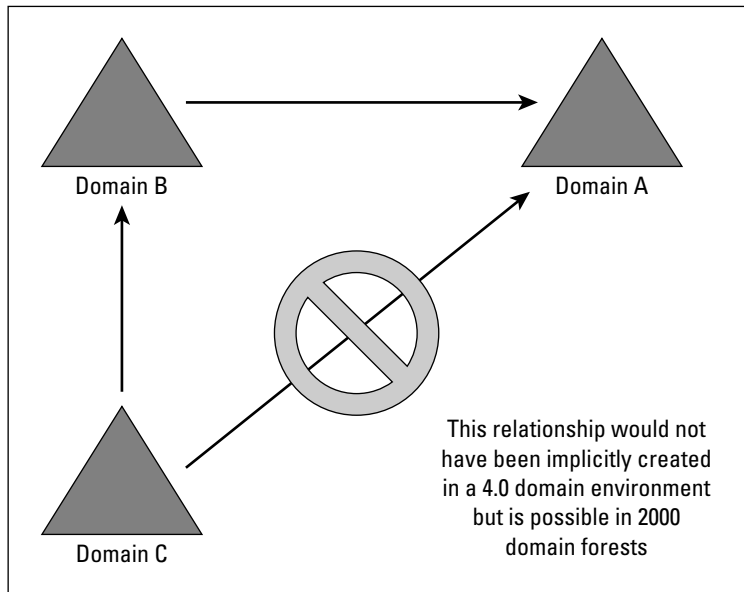 Domain B
Domain A
Domain C
This relationship would not
have been implicitly created
in a 4.0 domain environment
but is possible in 2000
domain forests